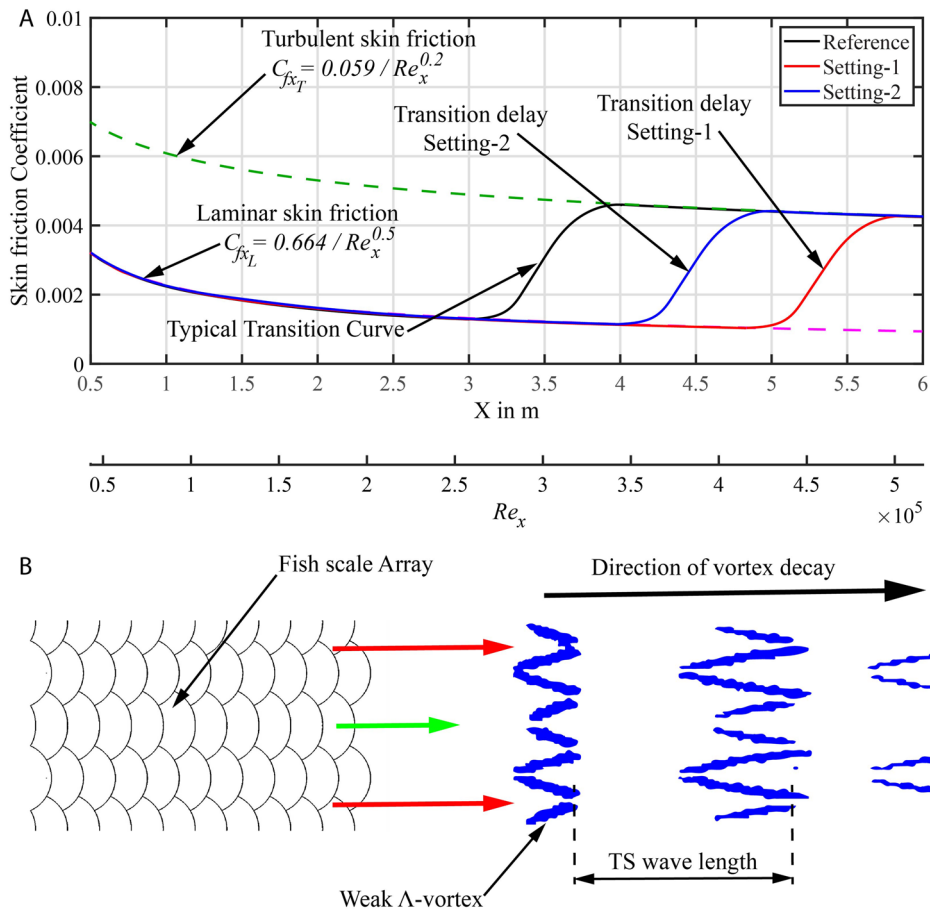 A
Turbulent skin friction
C_{fx_T} = 0.059 / Re_x^{0.2}
Transition delay
Setting-2
Transition delay
Setting-1
Reference
Setting-1
Setting-2
Laminar skin friction
C_{fx_L} = 0.664 / Re_x^{0.5}
Typical Transition Curve
Skin friction Coefficient
0.01
0.008
0.006
0.004
0.002
0
0.5 1 1.5 2 2.5 3 3.5 4 4.5 5 5.5 6
X in m
0.5 1 1.5 2 2.5 3 3.5 4 4.5 5
Re_x
×10^5
B
Fish scale Array
Direction of vortex decay
Weak Λ-vortex
TS wave length